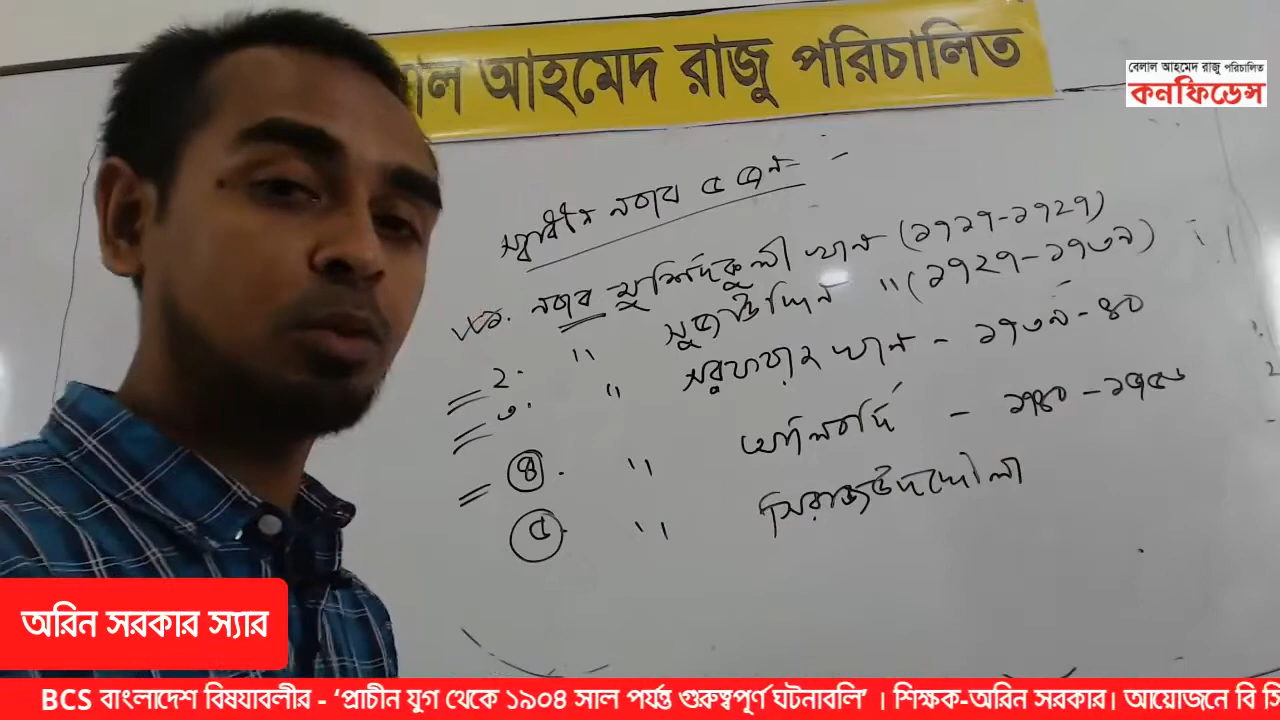 াল আহমেদ রাজু পরিচালিত
বেলাল আহমেদ রাজু পরিচালিত
কনফিডেন্স
স্বাধীন নবাব ৫ জন -
১. নবাব মুর্শিদকুলী খান (১৭১৭-১৭২৭)
২. " সুজাউদ্দিন " (১৭২৭-১৭৩৯)
৩. " সরফরাজ খান - ১৭৩৯-৪০
৪. " আলিবর্দি - ১৭৪০-১৭৫৬
৫. " সিরাজউদদৌলা
অরিন সরকার স্যার
BCS বাংলাদেশ বিষযাবলীর - ‘প্রাচীন যুগ থেকে ১৯০৪ সাল পর্যন্ত গুরুত্বপূর্ণ ঘটনাবলি’ । শিক্ষক-অরিন সরকার। আয়োজনে বি সি